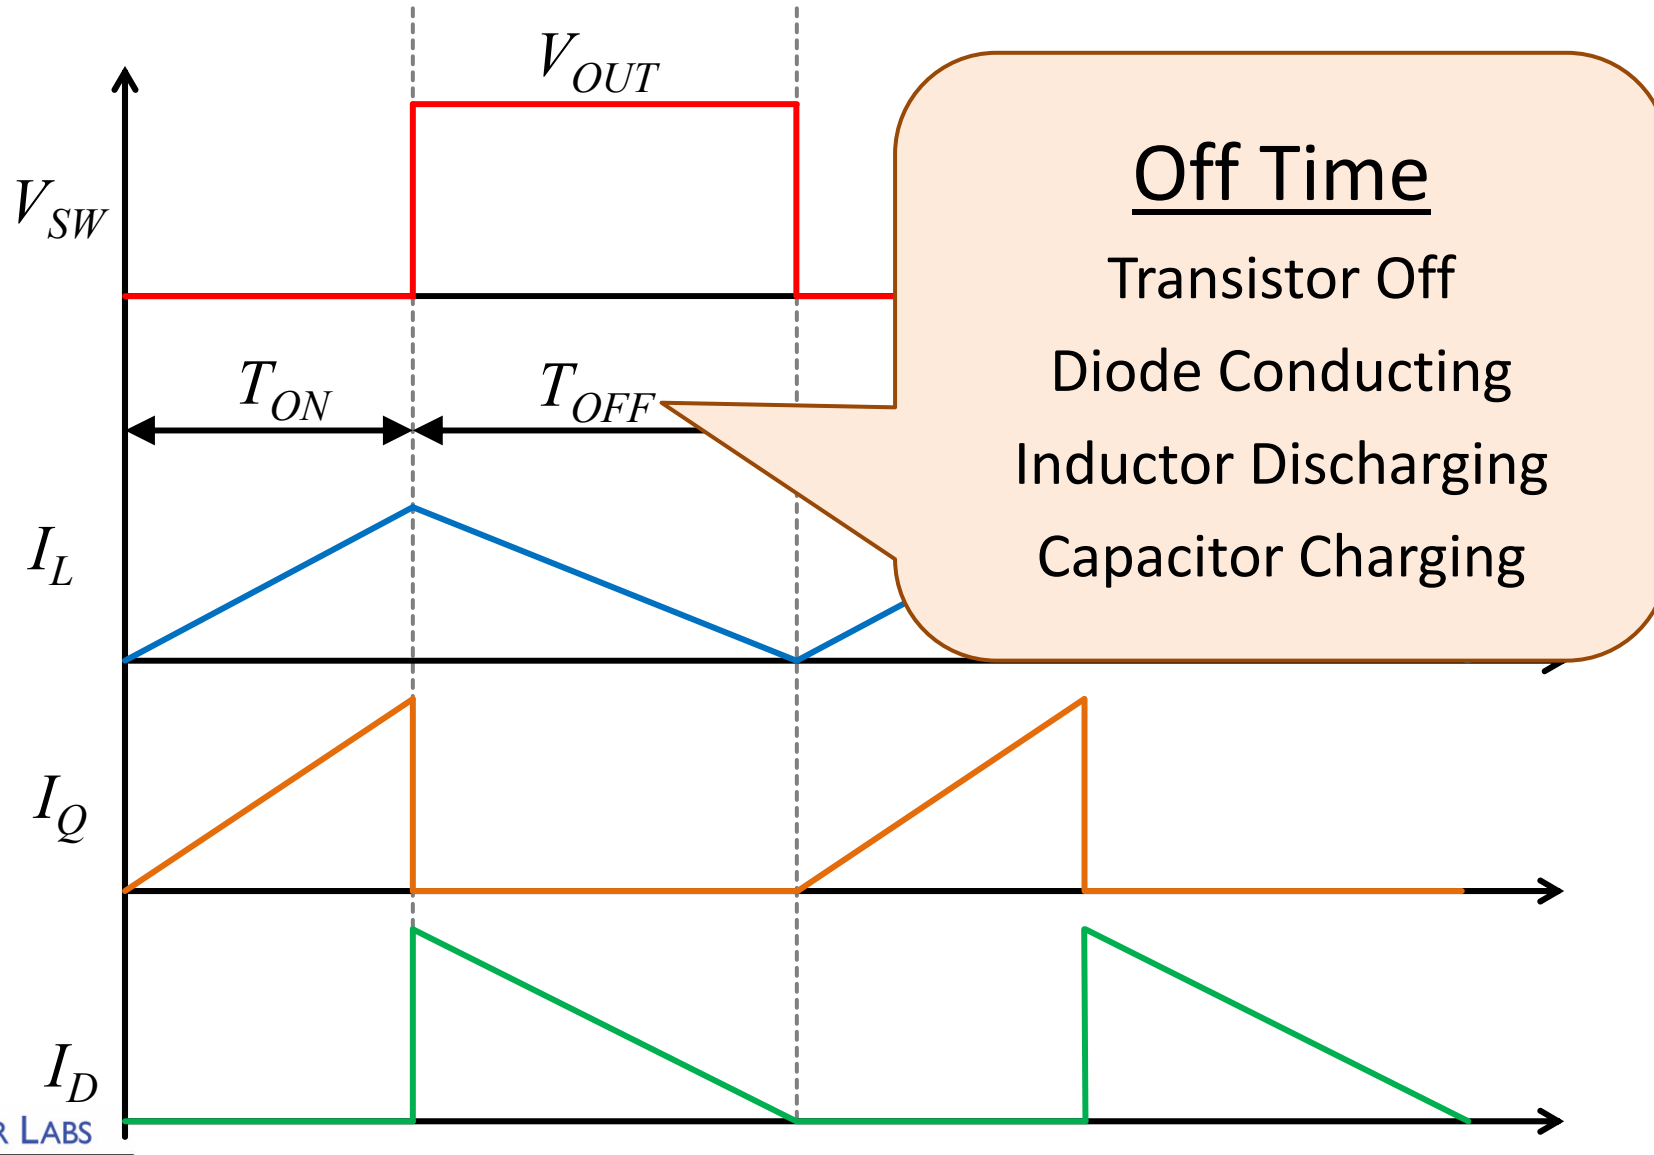 V_OUT
V_SW
T_ON
T_OFF
I_L
I_Q
I_D
Off Time
Transistor Off
Diode Conducting
Inductor Discharging
Capacitor Charging
R LABS